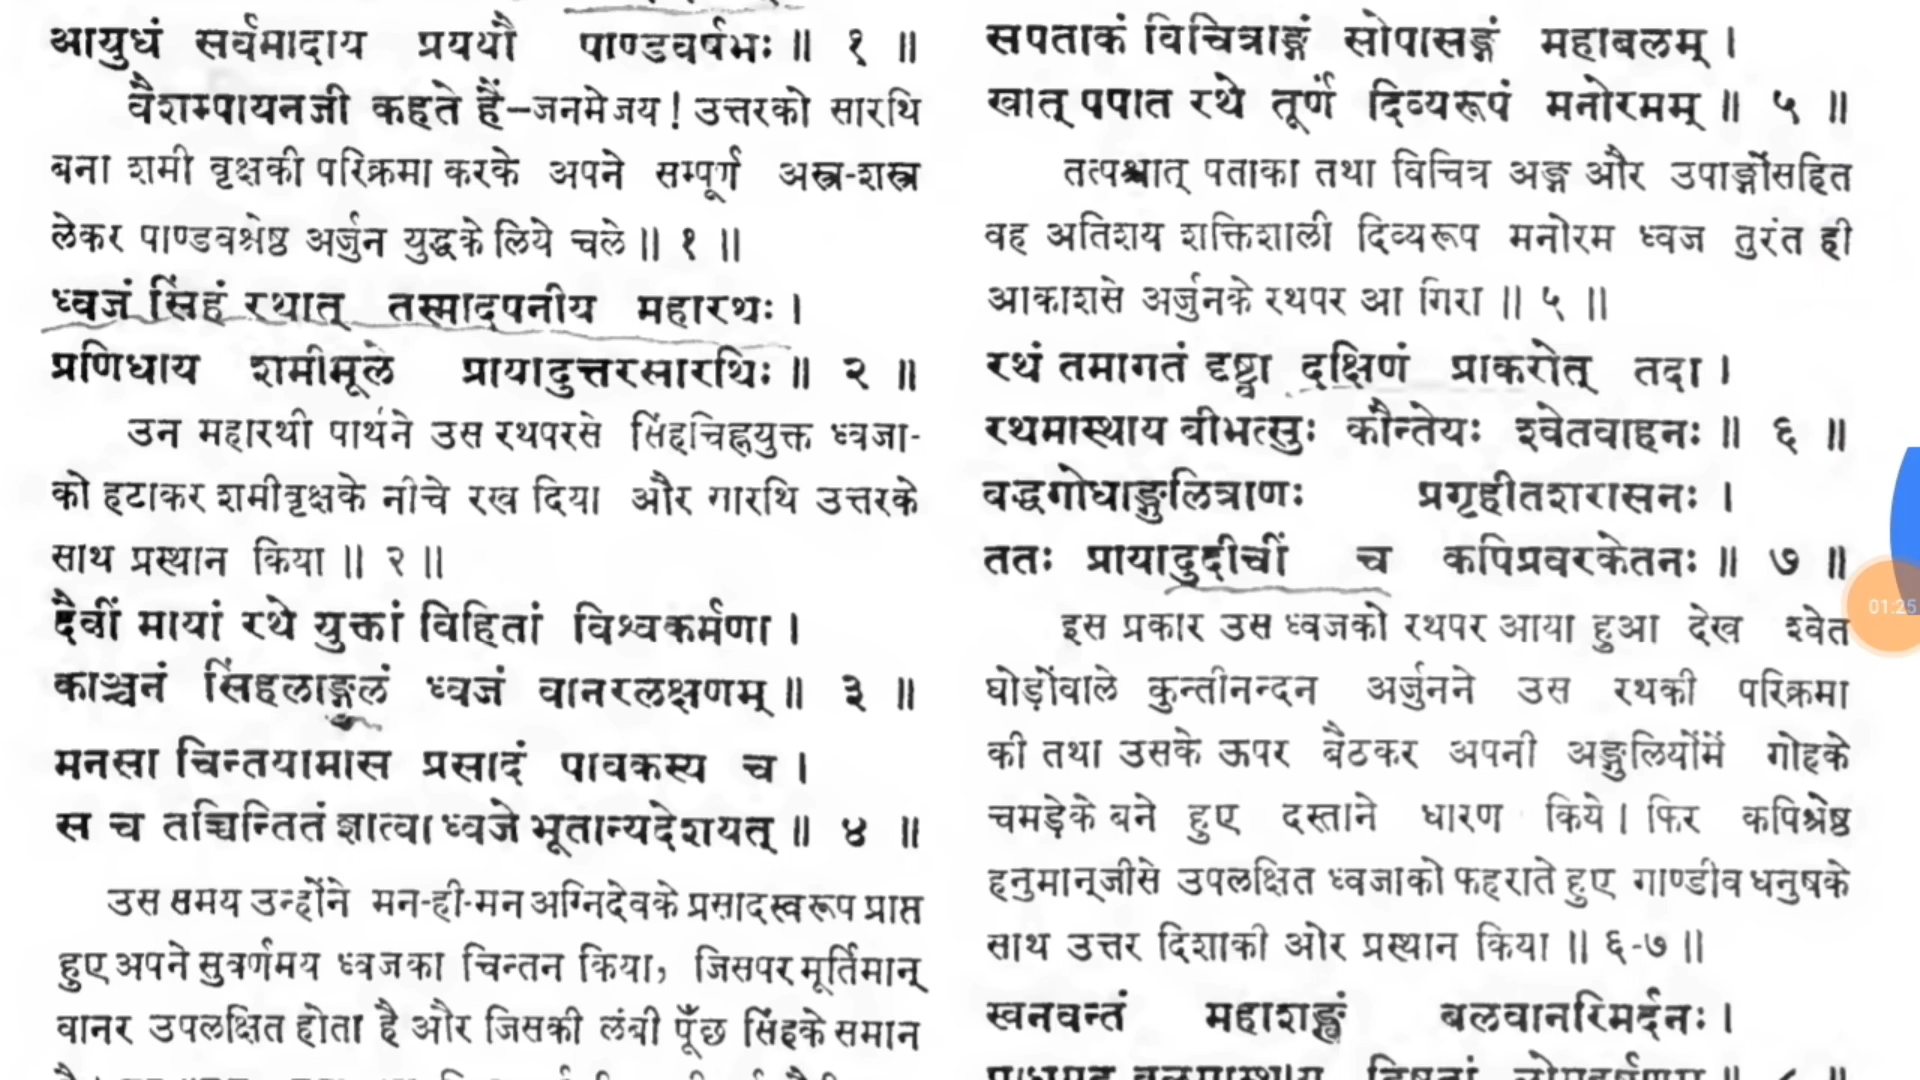 आयुधं सर्वमादाय प्रययौ पाण्डवर्षभः ॥ १ ॥
वैशम्पायनजी कहते हैं—जनमेजय ! उत्तरको सारथि
बना शमी वृक्षकी परिक्रमा करके अपने सम्पूर्ण अस्त्र-शस्त्र
लेकर पाण्डवश्रेष्ठ अर्जुन युद्धके लिये चले ॥ १ ॥
ध्वजं सिंहं रथात् तस्मादपनीय महारथः ।
प्रणिधाय शमीमूले प्रायादुत्तरसारथिः ॥ २ ॥
उन महारथी पार्थने उस रथपरसे सिंहचिह्नयुक्त ध्वजा-
को हटाकर शमीवृक्षके नीचे रख दिया और सारथि उत्तरके
साथ प्रस्थान किया ॥ २ ॥
दैवीं मायां रथे युक्तां विहितां विश्वकर्मणा ।
काञ्चनं सिंहलाङ्गूलं ध्वजं वानरलक्षणम् ॥ ३ ॥
मनसा चिन्तयामास प्रसादं पावकस्य च ।
स च तच्चिन्तितं ज्ञात्वा ध्वजे भूतान्यदेशयत् ॥ ४ ॥
उस समय उन्होंने मन-ही-मन अग्निदेवके प्रसादस्वरूप प्राप्त
हुए अपने सुवर्णमय ध्वजका चिन्तन किया, जिसपर मूर्तिमान्
वानर उपलक्षित होता है और जिसकी लंबी पूँछ सिंहके समान
सपताकं विचित्राङ्गं सोपासङ्गं महाबलम् ।
खात् पपात रथे तूर्णं दिव्यरूपं मनोरमम् ॥ ५ ॥
तत्पश्चात् पताका तथा विचित्र अङ्ग और उपाङ्गोंसहित
वह अतिशय शक्तिशाली दिव्यरूप मनोरम ध्वज तुरंत ही
आकाशसे अर्जुनके रथपर आ गिरा ॥ ५ ॥
रथं तमागतं दृष्ट्वा दक्षिणं प्राकरोत् तदा ।
रथमास्थाय बीभत्सुः कौन्तेयः श्वेतवाहनः ॥ ६ ॥
बद्धगोधाङ्गुलित्राणः प्रगृहीतशरासनः ।
ततः प्रायादुदीचीं च कपिप्रवरकेतनः ॥ ७ ॥
इस प्रकार उस ध्वजको रथपर आया हुआ देख श्वेत
घोड़ोंवाले कुन्तीनन्दन अर्जुनने उस रथकी परिक्रमा
की तथा उसके ऊपर बैठकर अपनी अङ्गुलियोंमें गोहके
चमड़ेके बने हुए दस्ताने धारण किये । फिर कपिश्रेष्ठ
हनुमान्‌जीसे उपलक्षित ध्वजाको फहराते हुए गाण्डीव धनुषके
साथ उत्तर दिशाकी ओर प्रस्थान किया ॥ ६-७ ॥
स्वनवन्तं महाशङ्खं बलवानरिमर्दनः ।
01:25